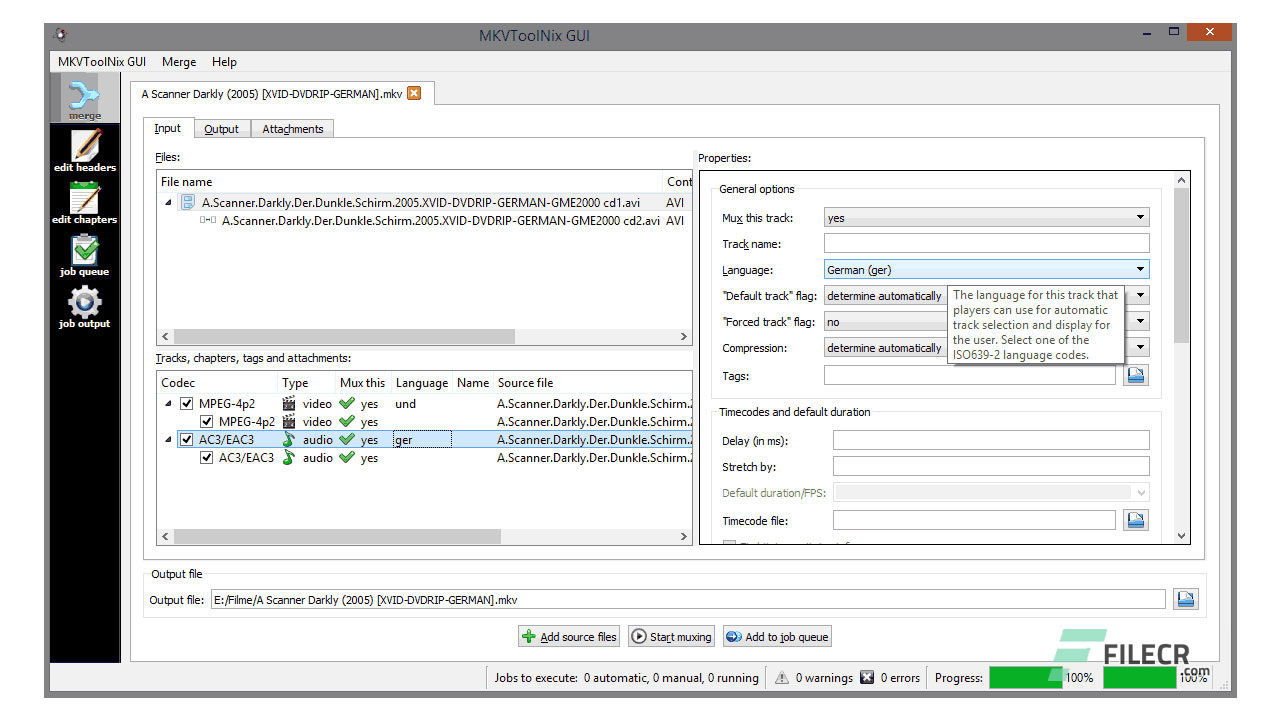 MKVToolNix GUI
MKVToolNix GUI Merge Help
merge
edit headers
edit chapters
job queue
job output
A Scanner Darkly (2005) [XVID-DVDRIP-GERMAN].mkv
Input Output Attachments
Files:
File name Cont
A.Scanner.Darkly.Der.Dunkle.Schirm.2005.XVID-DVDRIP-GERMAN-GME2000 cd1.avi AVI
A.Scanner.Darkly.Der.Dunkle.Schirm.2005.XVID-DVDRIP-GERMAN-GME2000 cd2.avi AVI
Tracks, chapters, tags and attachments:
Codec Type Mux this Language Name Source file
MPEG-4p2 video yes und A.Scanner.Darkly.Der.Dunkle.Schirm.
MPEG-4p2 video yes A.Scanner.Darkly.Der.Dunkle.Schirm.
AC3/EAC3 audio yes ger A.Scanner.Darkly.Der.Dunkle.Schirm.
AC3/EAC3 audio yes A.Scanner.Darkly.Der.Dunkle.Schirm.
Properties:
General options
Mux this track: yes
Track name:
Language: German (ger)
"Default track" flag: determine automatically
"Forced track" flag: no
Compression: determine automatically
The language for this track that
players can use for automatic
track selection and display for
the user. Select one of the
ISO639-2 language codes.
Tags:
Timecodes and default duration
Delay (in ms):
Stretch by:
Default duration/FPS:
Timecode file:
Output file
Output file: E:/Filme/A Scanner Darkly (2005) [XVID-DVDRIP-GERMAN].mkv
Add source files Start muxing Add to job queue
FILECR
.com
Jobs to execute: 0 automatic, 0 manual, 0 running 0 warnings 0 errors Progress: 100% 100%